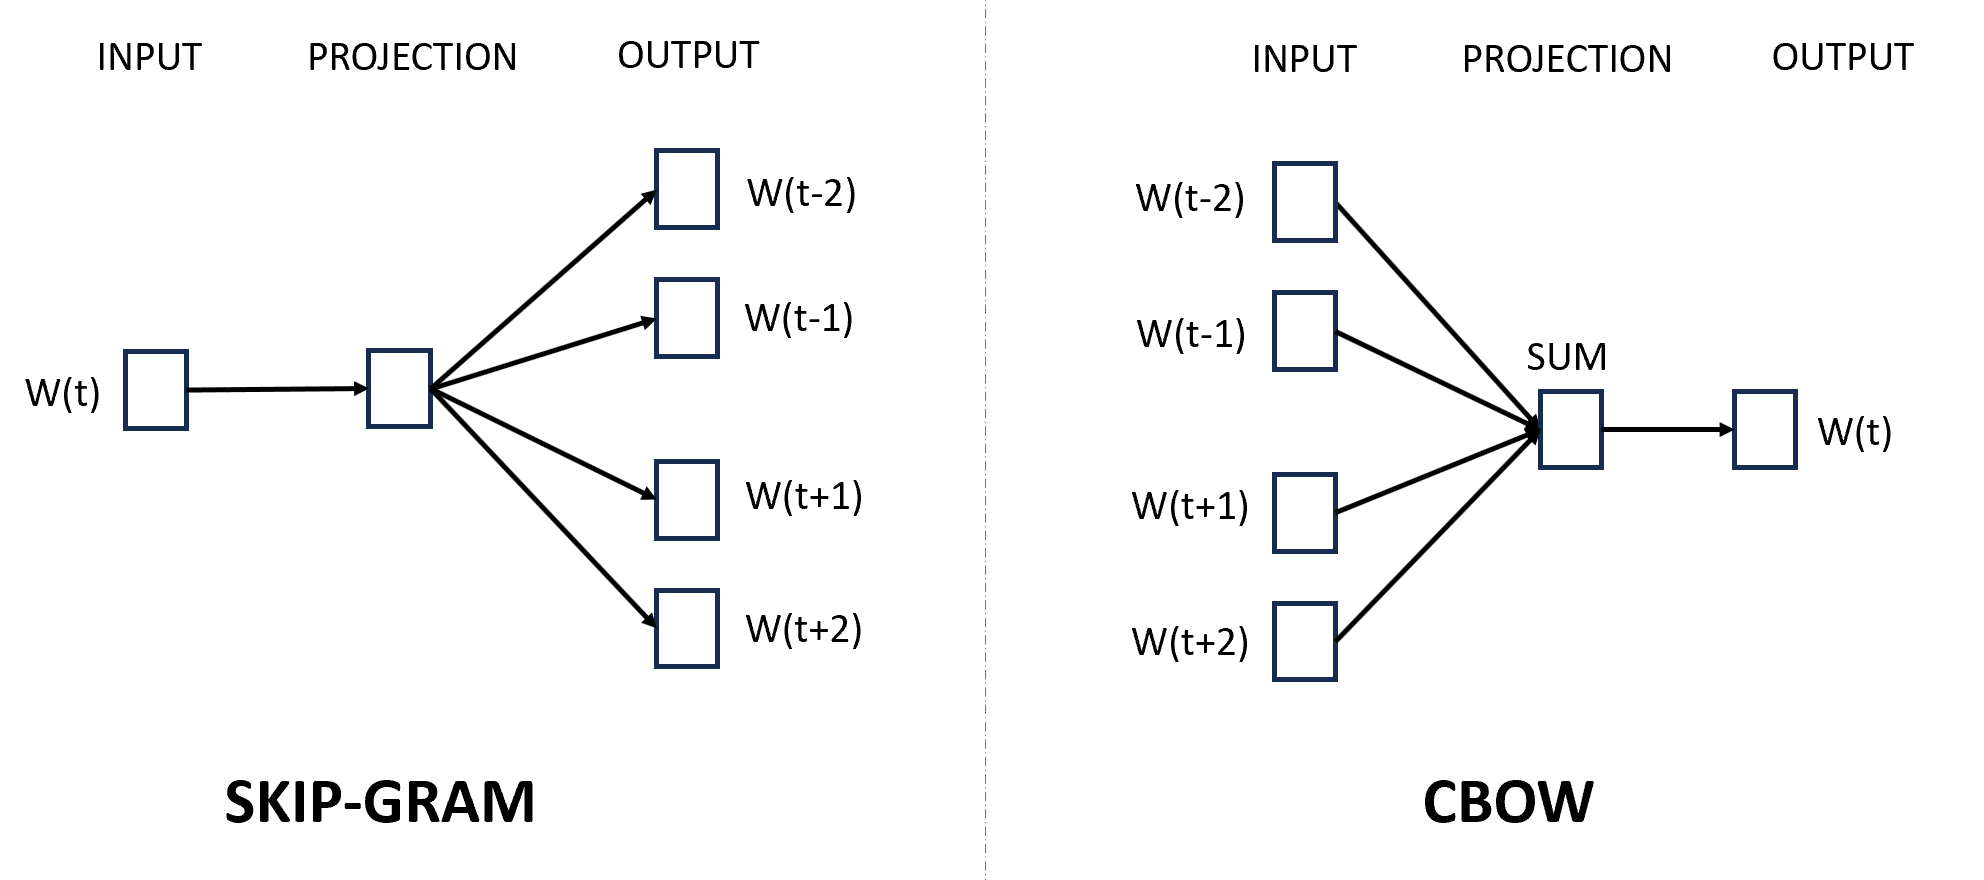 INPUT PROJECTION OUTPUT
W(t-2)
W(t-1)
W(t)
W(t+1)
W(t+2)
SKIP-GRAM
INPUT PROJECTION OUTPUT
W(t-2)
W(t-1)
SUM
W(t)
W(t+1)
W(t+2)
CBOW